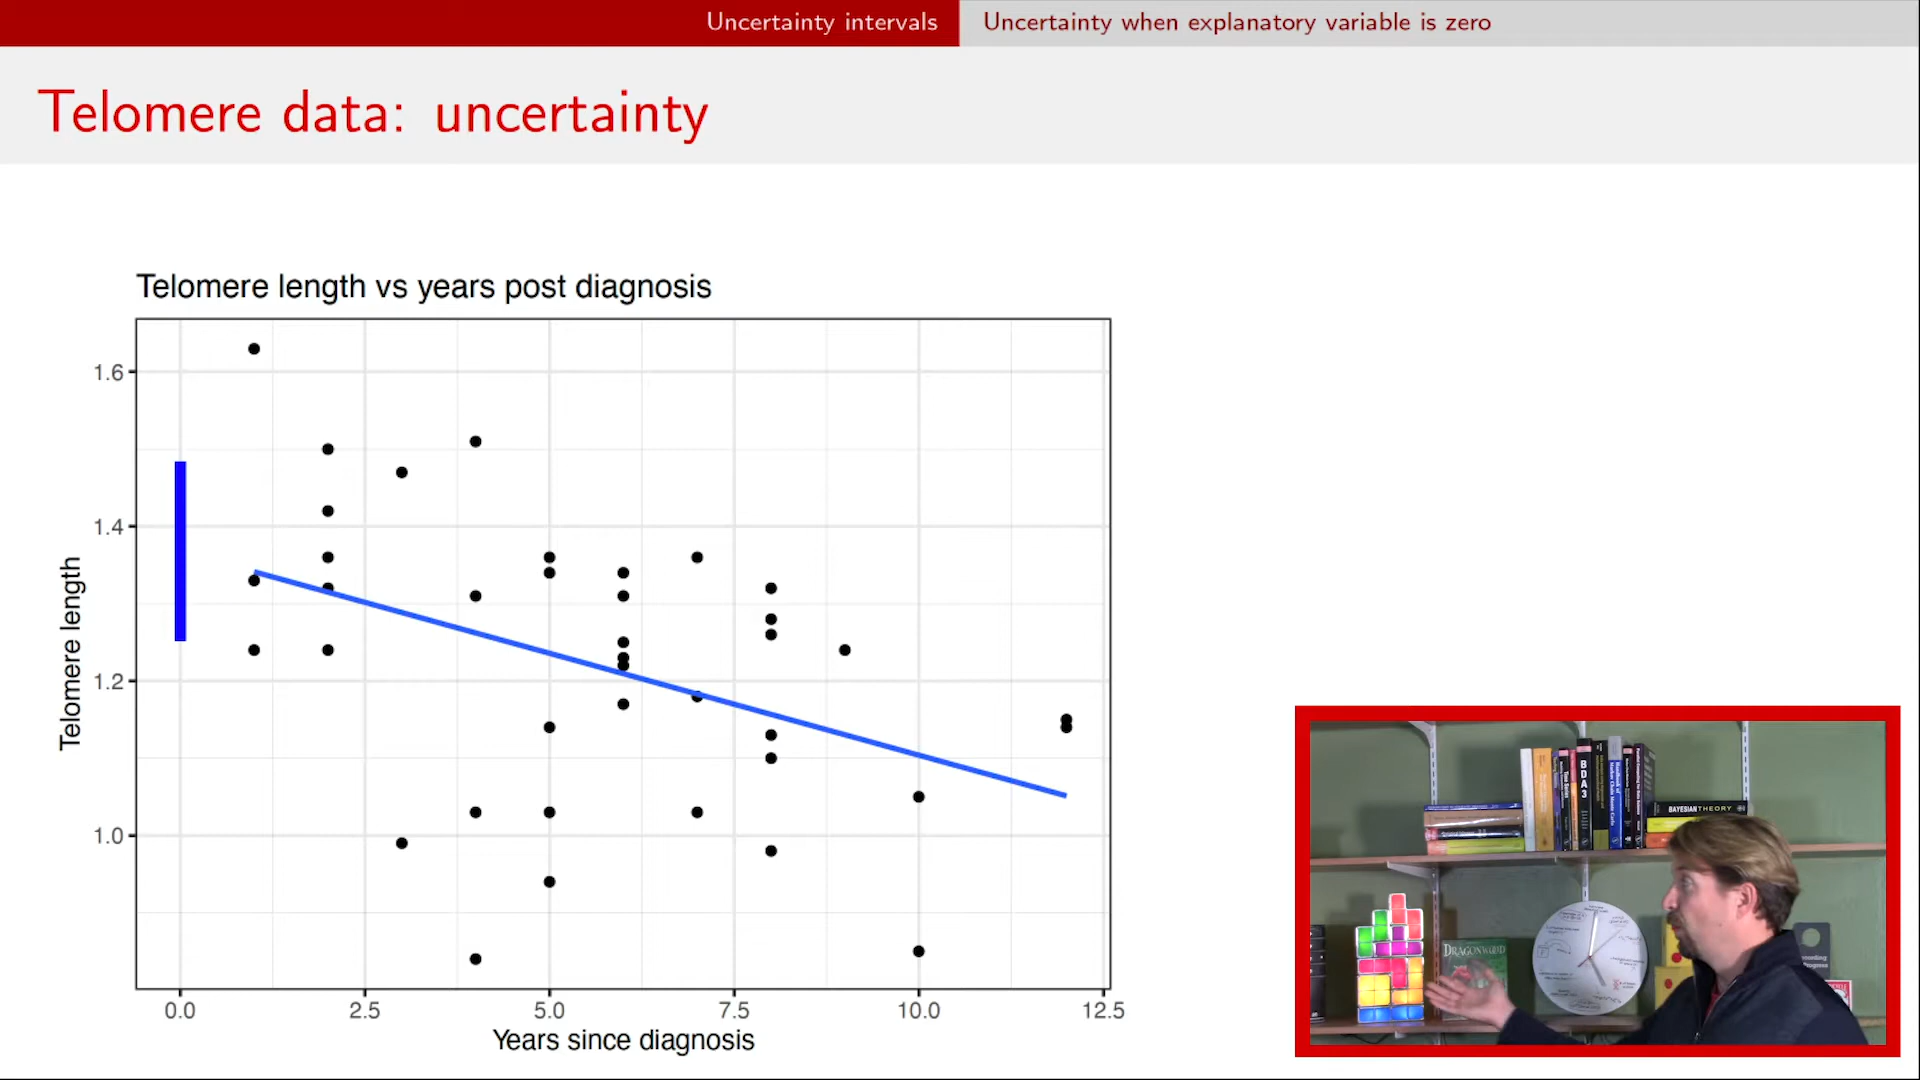 Uncertainty intervals
Uncertainty when explanatory variable is zero
Telomere data: uncertainty
Telomere length vs years post diagnosis
1.6
1.4
1.2
1.0
Telomere length
0.0
2.5
5.0
7.5
10.0
12.5
Years since diagnosis
BDA3
BAYESIAN THEORY
DRAGONWOOD